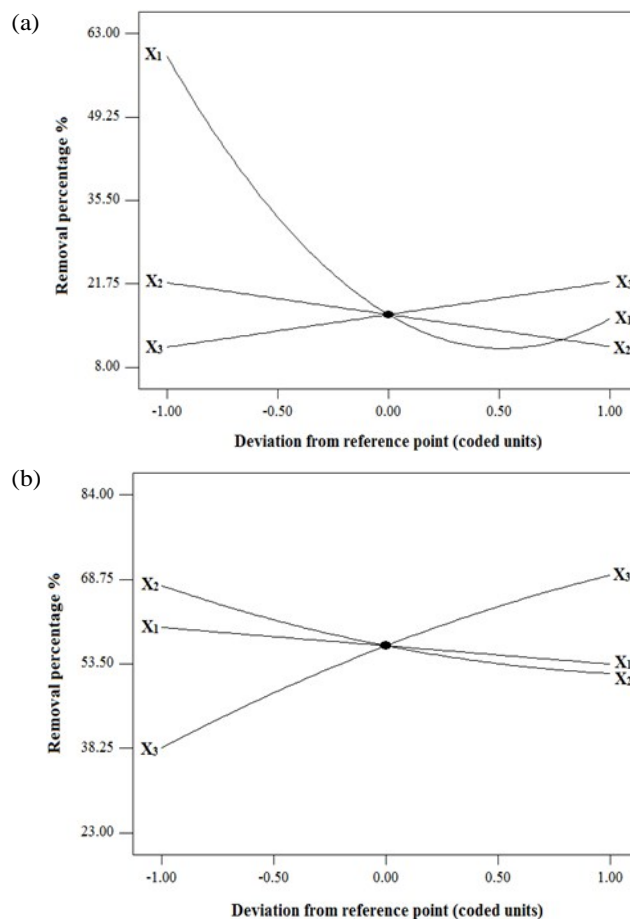 (a)
63.00
X1
49.25
35.50
X2
21.75
X3
X3
X1
X2
8.00
Removal percentage %
-1.00
-0.50
0.00
0.50
1.00
Deviation from reference point (coded units)
(b)
84.00
68.75
X2
X3
X1
53.50
X1
X2
38.25
X3
23.00
Removal percentage %
-1.00
-0.50
0.00
0.50
1.00
Deviation from reference point (coded units)